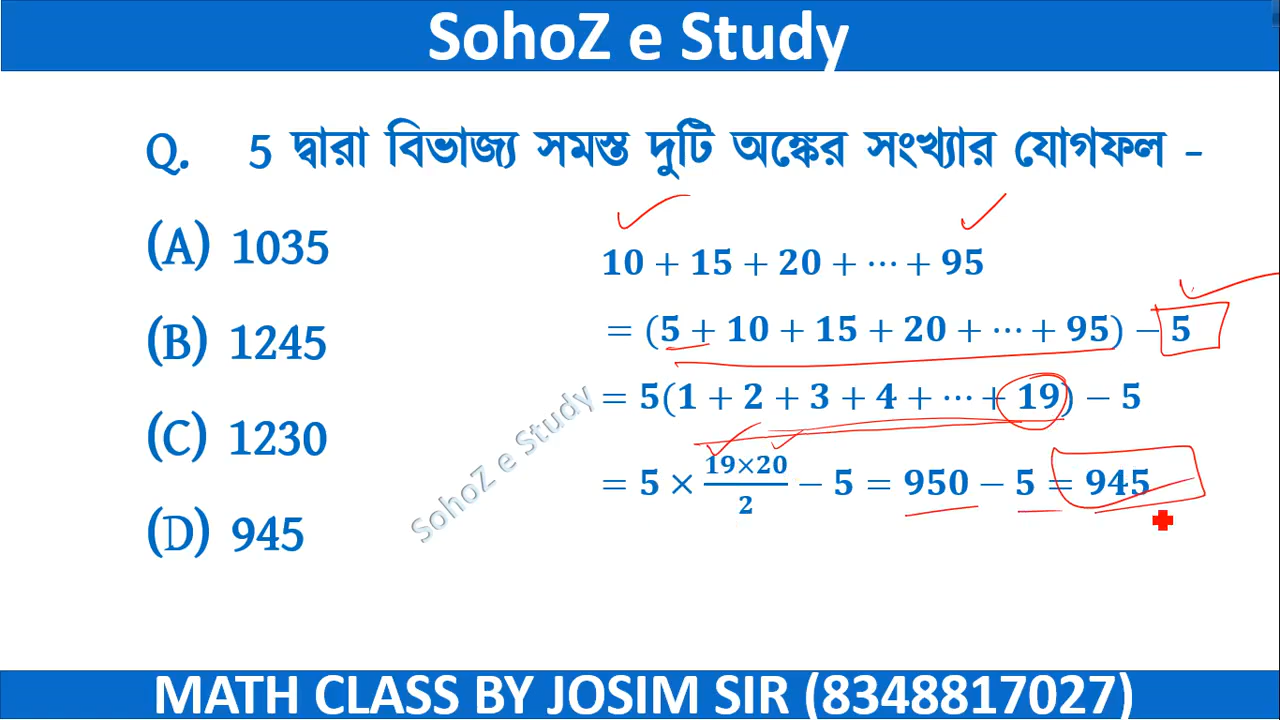 SohoZ e Study
Q. 5 দ্বারা বিভাজ্য সমস্ত দুটি অঙ্কের সংখ্যার যোগফল -
(A) 1035
(B) 1245
(C) 1230
(D) 945
10 + 15 + 20 + ⋯ + 95
= (5 + 10 + 15 + 20 + ⋯ + 95) − 5
= 5(1 + 2 + 3 + 4 + ⋯ + 19) − 5
= 5 × 19×20/2 − 5 = 950 − 5 = 945
SohoZ e Study
MATH CLASS BY JOSIM SIR (8348817027)